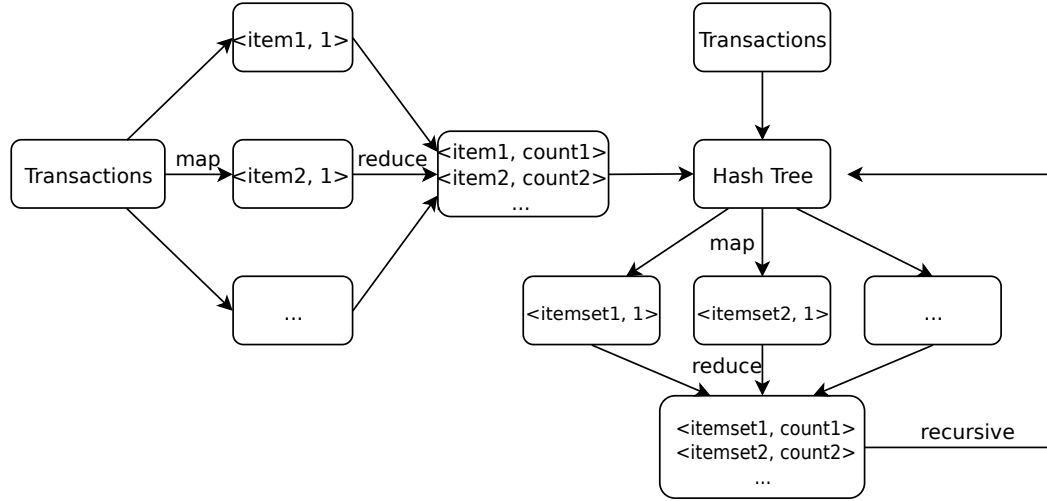 <item1, 1>
Transactions
Transactions
map
<item2, 1>
reduce
<item1, count1>
<item2, count2>
...
Hash Tree
...
map
<itemset1, 1>
<itemset2, 1>
...
reduce
<itemset1, count1>
<itemset2, count2>
...
recursive